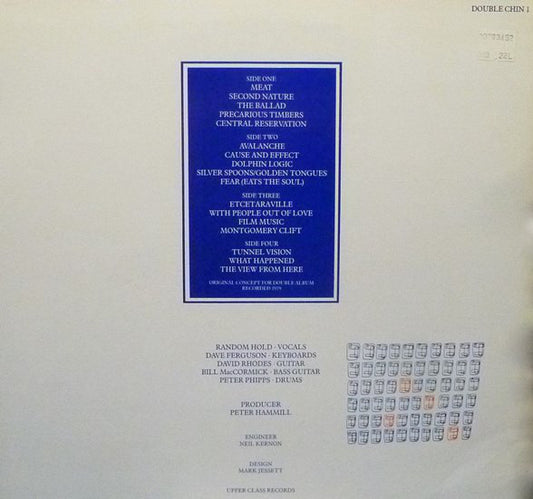 DOUBLE CHIN 1
SIDE ONE
MEAT
SECOND NATURE
THE BALLAD
PRECARIOUS TIMBERS
CENTRAL RESERVATION
SIDE TWO
AVALANCHE
CAUSE AND EFFECT
DOLPHIN LOGIC
SILVER SPOONS/GOLDEN TONGUES
FEAR (EATS THE SOUL)
SIDE THREE
ETCETARAVILLE
WITH PEOPLE OUT OF LOVE
FILM MUSIC
MONTGOMERY CLIFT
SIDE FOUR
TUNNEL VISION
WHAT HAPPENED
THE VIEW FROM HERE
ORIGINAL CONCEPT FOR DOUBLE ALBUM
RECORDED 1979
RANDOM HOLD · VOCALS
DAVE FERGUSON · KEYBOARDS
DAVID RHODES · GUITAR
BILL MacCORMICK · BASS GUITAR
PETER PHIPPS · DRUMS
PRODUCER
PETER HAMMILL
ENGINEER
NEIL KERNON
DESIGN
MARK JESSETT
UPPER CLASS RECORDS